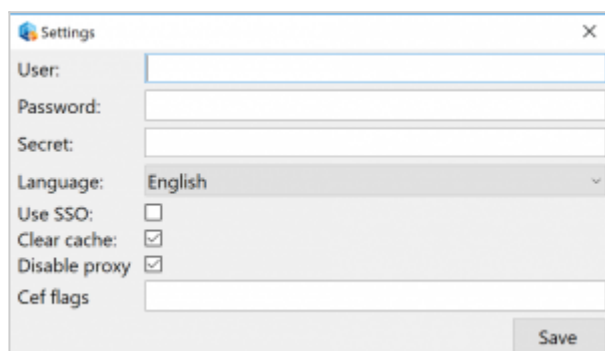 Settings
User:
Password:
Secret:
Language: English
Use SSO:
Clear cache:
Disable proxy
Cef flags
Save